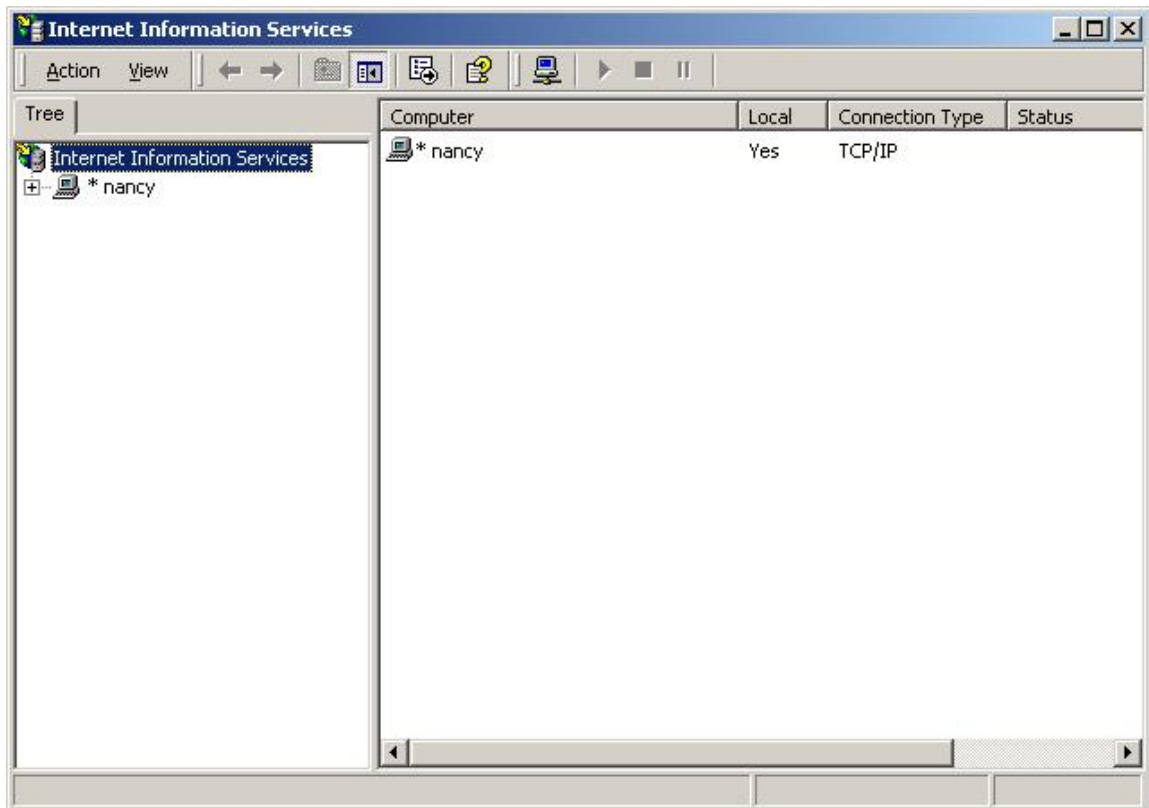 Internet Information Services
Action View
Tree
Computer Local Connection Type Status
Internet Information Services
* nancy
* nancy Yes TCP/IP